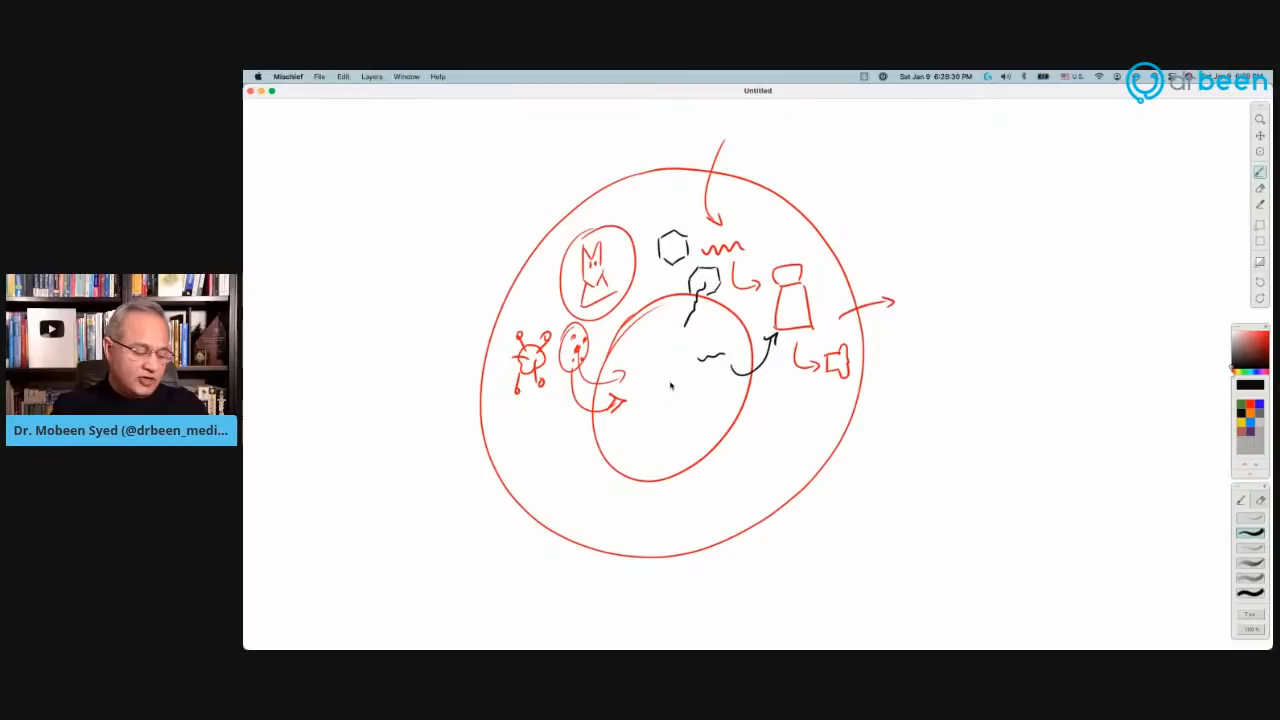 Mischief File Edit Layers Window Help
Sat Jan 9 6:28:30 PM
U.S.
drbeen
Untitled
Dr. Mobeen Syed (@drbeen_medi...
100 %